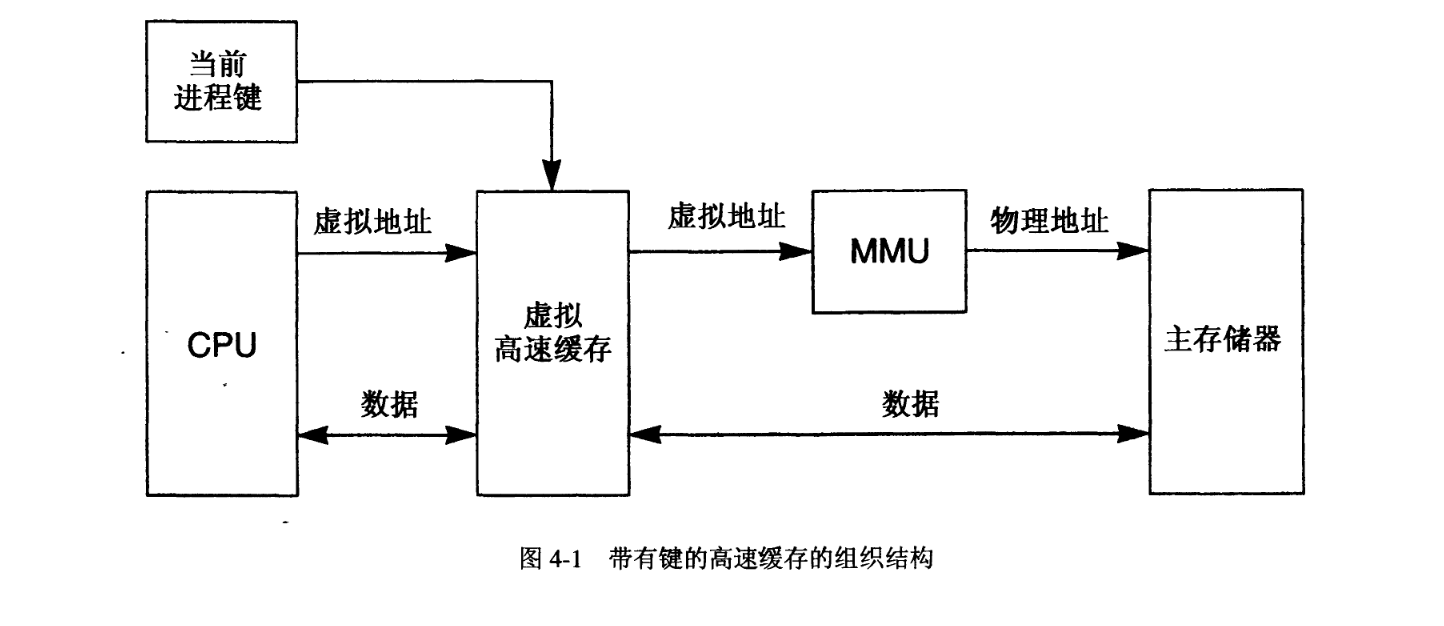 当前
进程键
虚拟地址
虚拟地址
MMU
物理地址
CPU
虚拟
高速缓存
主存储器
数据
数据
图 4-1 带有键的高速缓存的组织结构